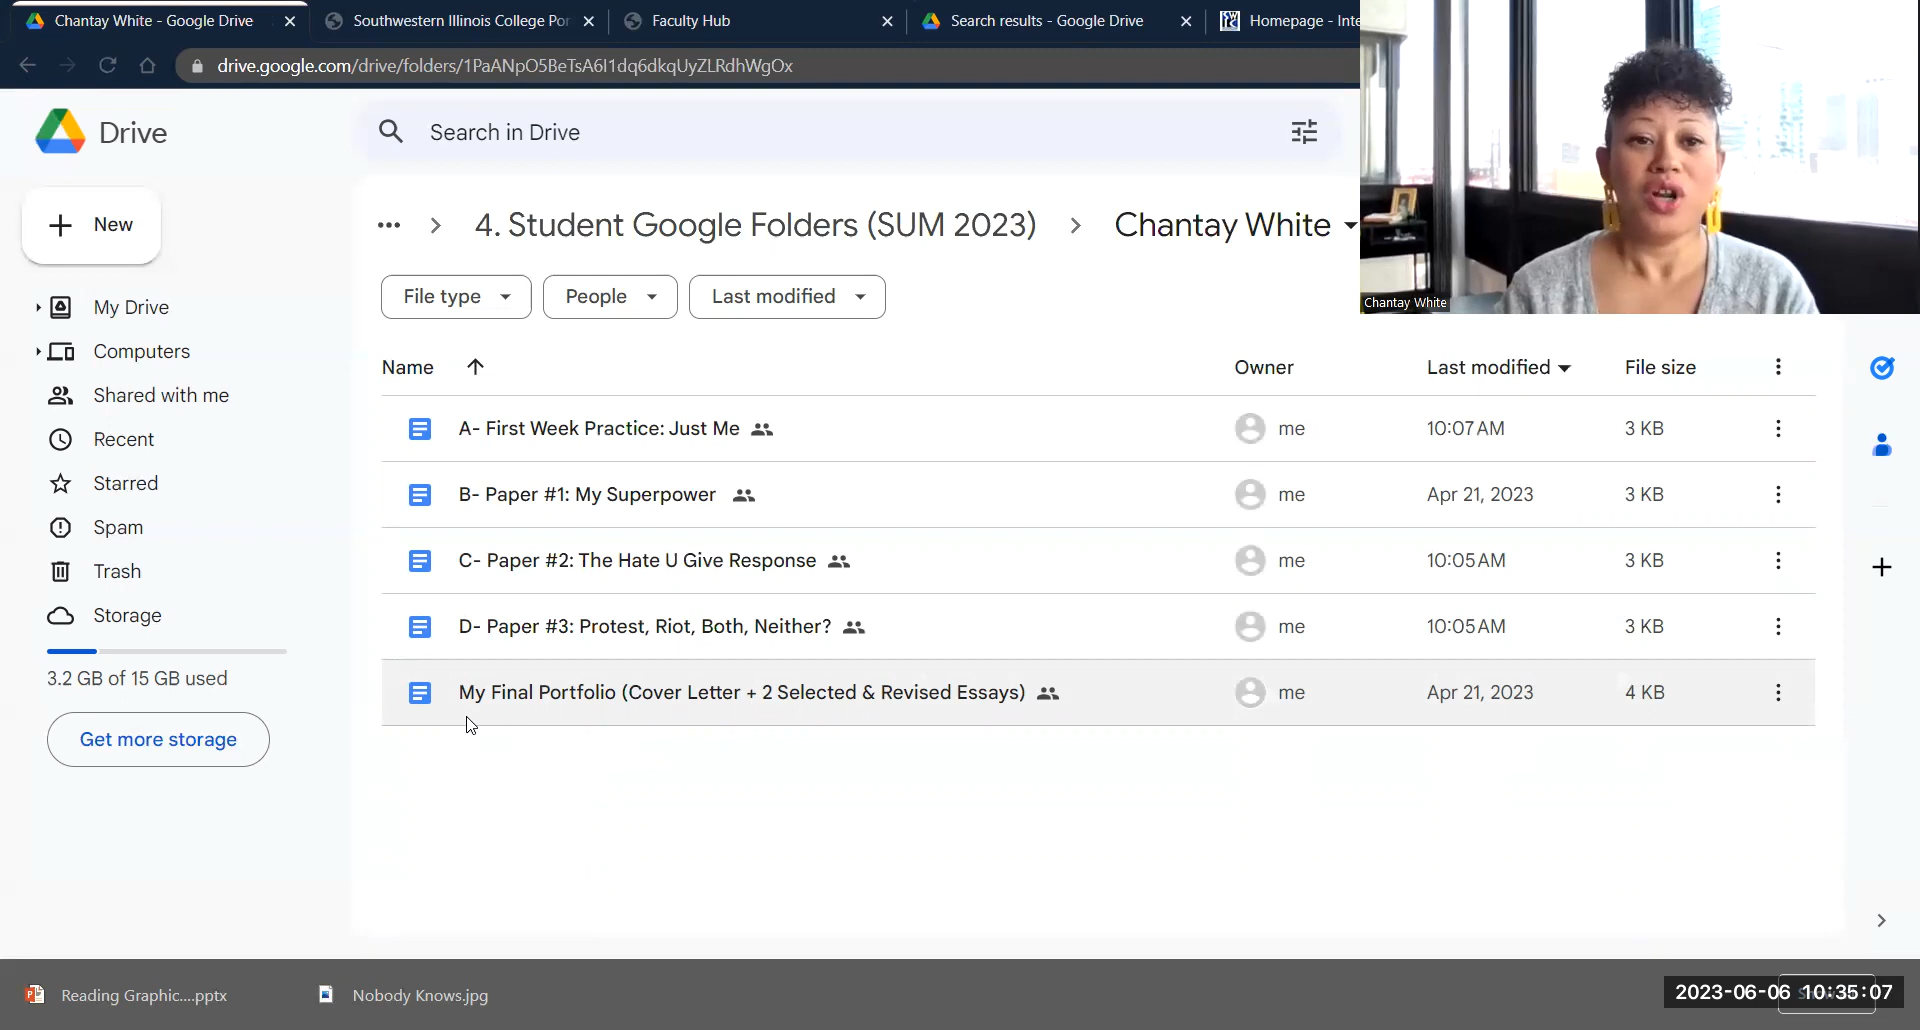 Chantay White - Google Drive
Southwestern Illinois College Por
Faculty Hub
Search results - Google Drive
Homepage - Inte
drive.google.com/drive/folders/1PaANpO5BeTsA6I1dq6dkqUyZLRdhWgOx
Drive
Search in Drive
New
4. Student Google Folders (SUM 2023)
Chantay White
Chantay White
File type
People
Last modified
My Drive
Computers
Shared with me
Recent
Starred
Spam
Trash
Storage
3.2 GB of 15 GB used
Get more storage
Name Owner Last modified File size
A- First Week Practice: Just Me me 10:07 AM 3 KB
B- Paper #1: My Superpower me Apr 21, 2023 3 KB
C- Paper #2: The Hate U Give Response me 10:05 AM 3 KB
D- Paper #3: Protest, Riot, Both, Neither? me 10:05 AM 3 KB
My Final Portfolio (Cover Letter + 2 Selected & Revised Essays) me Apr 21, 2023 4 KB
Reading Graphic....pptx
Nobody Knows.jpg
2023-06-06 10:35:07